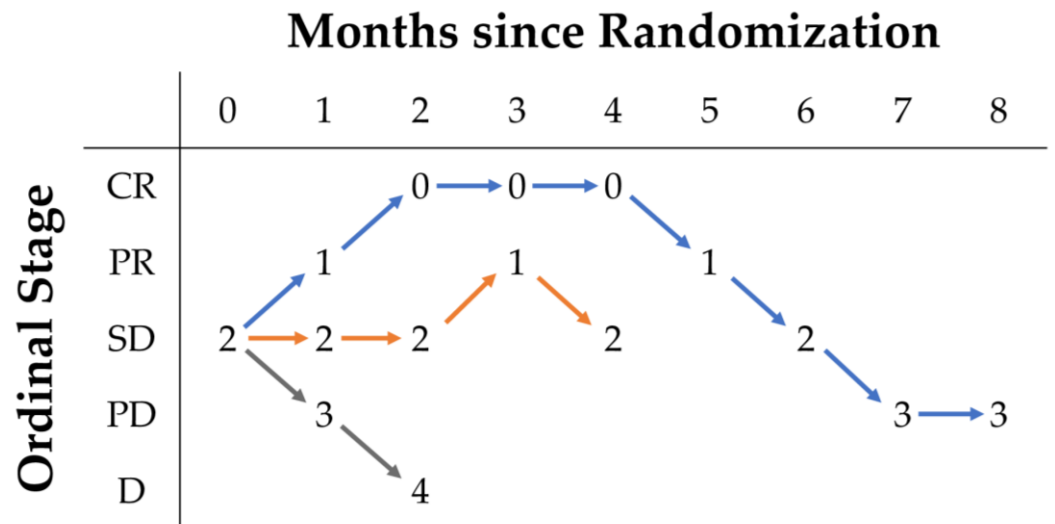 Months since Randomization
0 1 2 3 4 5 6 7 8
Ordinal Stage
CR 0 0 0
PR 1 1 1
SD 2 2 2 2 2
PD 3 3 3
D 4